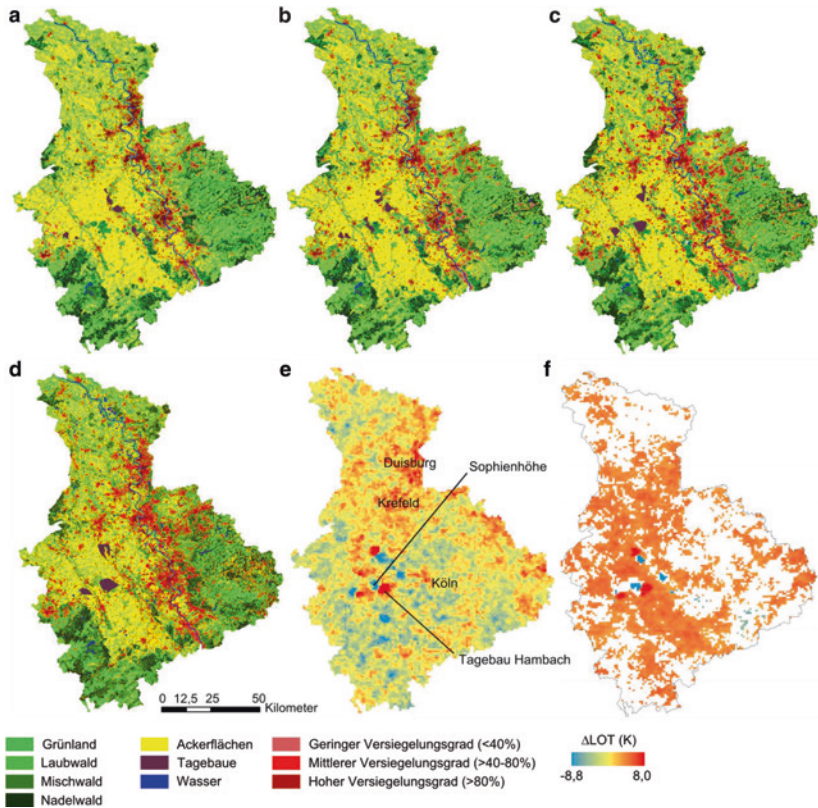 a
b
c
d
e
f
Duisburg
Sophienhöhe
Krefeld
Köln
Tagebau Hambach
0 12,5 25 50
Kilometer
Grünland
Laubwald
Mischwald
Nadelwald
Ackerflächen
Tagebaue
Wasser
Geringer Versiegelungsgrad (<40%)
Mittlerer Versiegelungsgrad (>40-80%)
Hoher Versiegelungsgrad (>80%)
ΔLOT (K)
-8,8 8,0